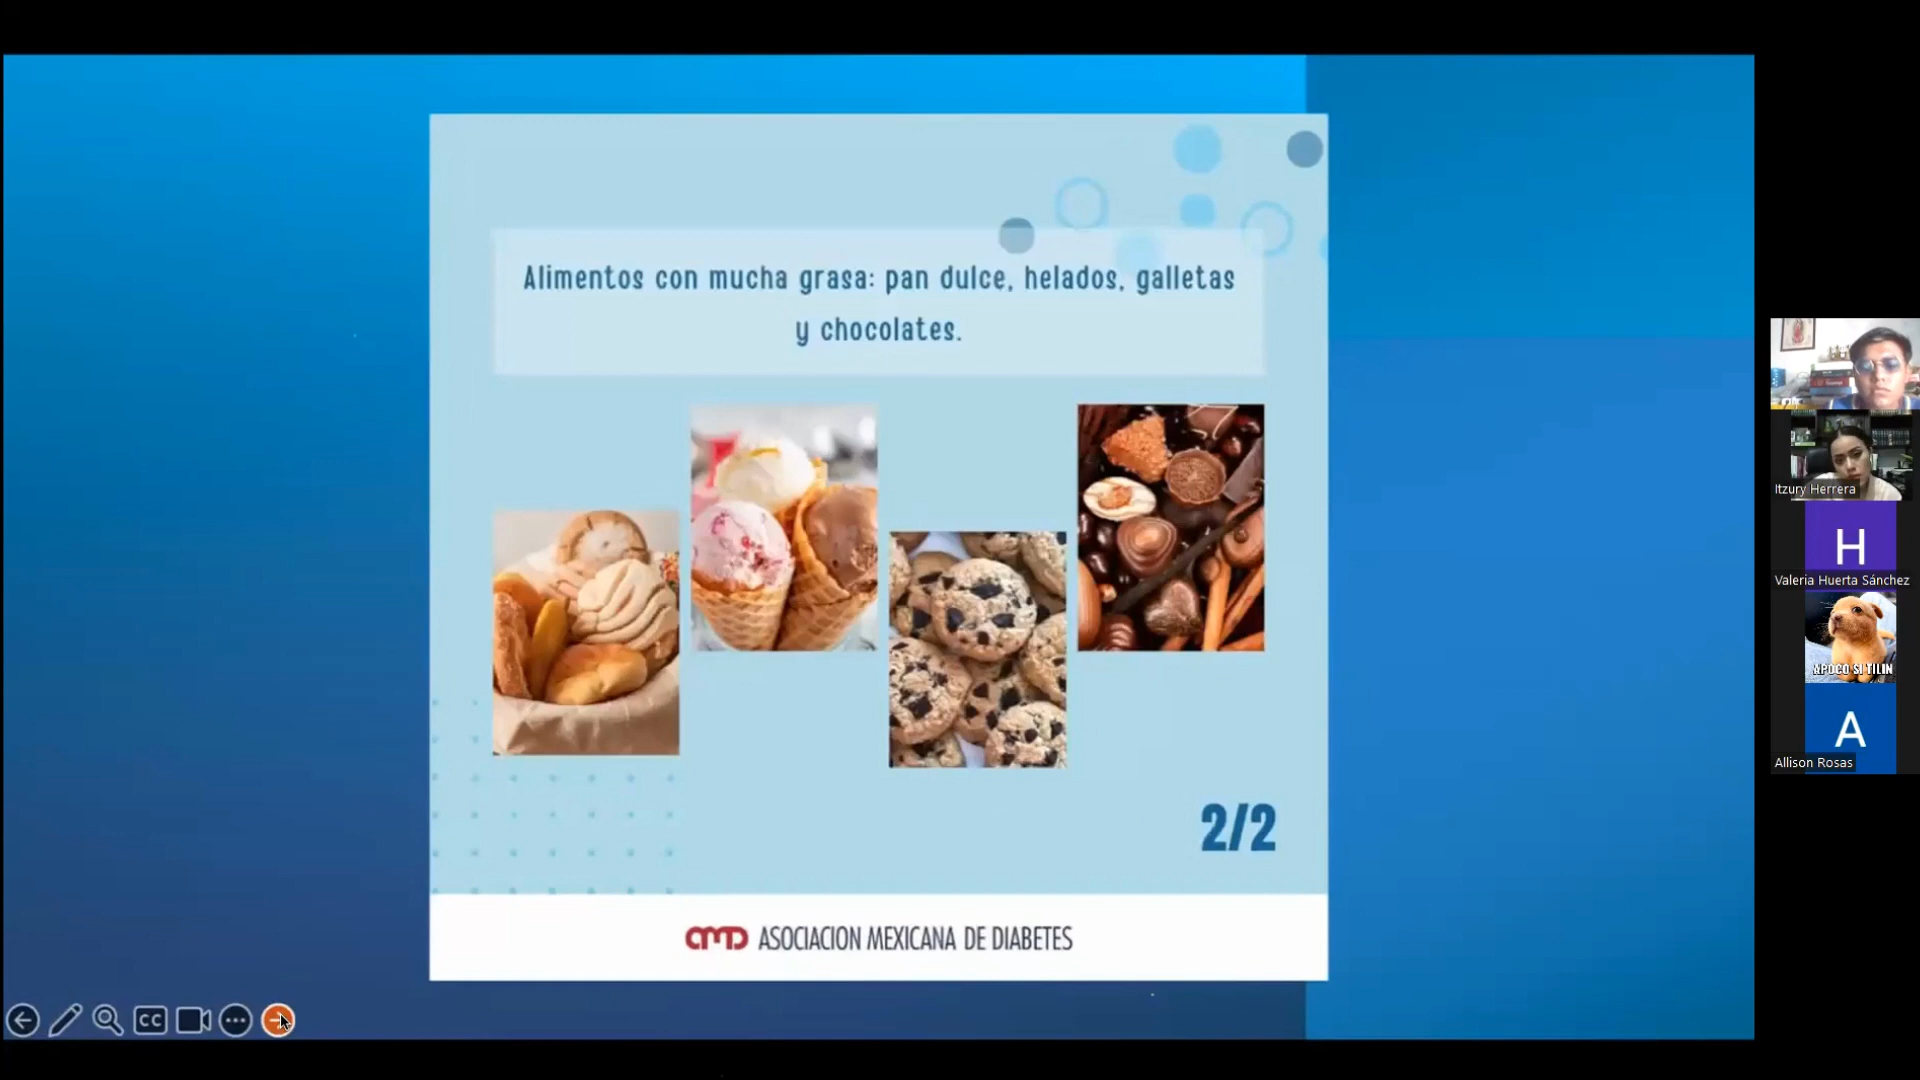 Alimentos con mucha grasa: pan dulce, helados, galletas
y chocolates.
2/2
amd ASOCIACION MEXICANA DE DIABETES
CC
Itzury Herrera
H
Valeria Huerta Sánchez
APOCO SI TILIN
A
Allison Rosas